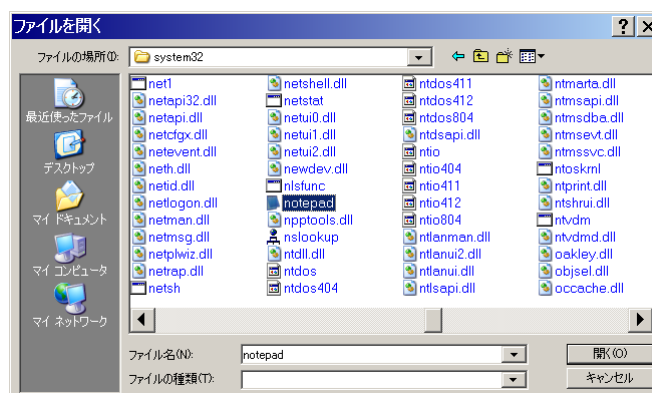 ファイルを開く
ファイルの場所(I):
system32
最近使ったファイル
デスクトップ
マイ ドキュメント
マイ コンピュータ
マイ ネットワーク
net1
netapi32.dll
netapi.dll
netcfgx.dll
netevent.dll
neth.dll
netid.dll
netlogon.dll
netman.dll
netmsg.dll
netplwiz.dll
netrap.dll
netsh
netshell.dll
netstat
netui0.dll
netui1.dll
netui2.dll
newdev.dll
nlsfunc
notepad
npptools.dll
nslookup
ntdll.dll
ntdos
ntdos404
ntdos411
ntdos412
ntdos804
ntdsapi.dll
ntio
ntio404
ntio411
ntio412
ntio804
ntlanman.dll
ntlanui2.dll
ntlanui.dll
ntlsapi.dll
ntmarta.dll
ntmsapi.dll
ntmsdba.dll
ntmsevt.dll
ntmssvc.dll
ntoskrnl
ntprint.dll
ntshrui.dll
ntvdm
ntvdmd.dll
oakley.dll
objsel.dll
occache.dll
ファイル名(N):
notepad
開く(O)
ファイルの種類(T):
キャンセル